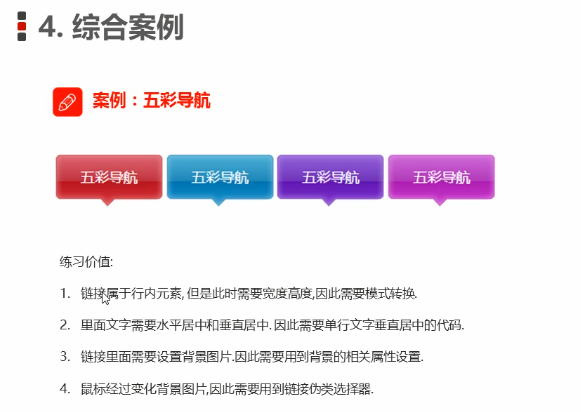 4. 综合案例
案例：五彩导航
五彩导航 五彩导航 五彩导航 五彩导航
练习价值:
1. 链接属于行内元素, 但是此时需要宽度高度,因此需要模式转换.
2. 里面文字需要水平居中和垂直居中. 因此需要单行文字垂直居中的代码.
3. 链接里面需要设置背景图片.因此需要用到背景的相关属性设置.
4. 鼠标经过变化背景图片,因此需要用到链接伪类选择器.